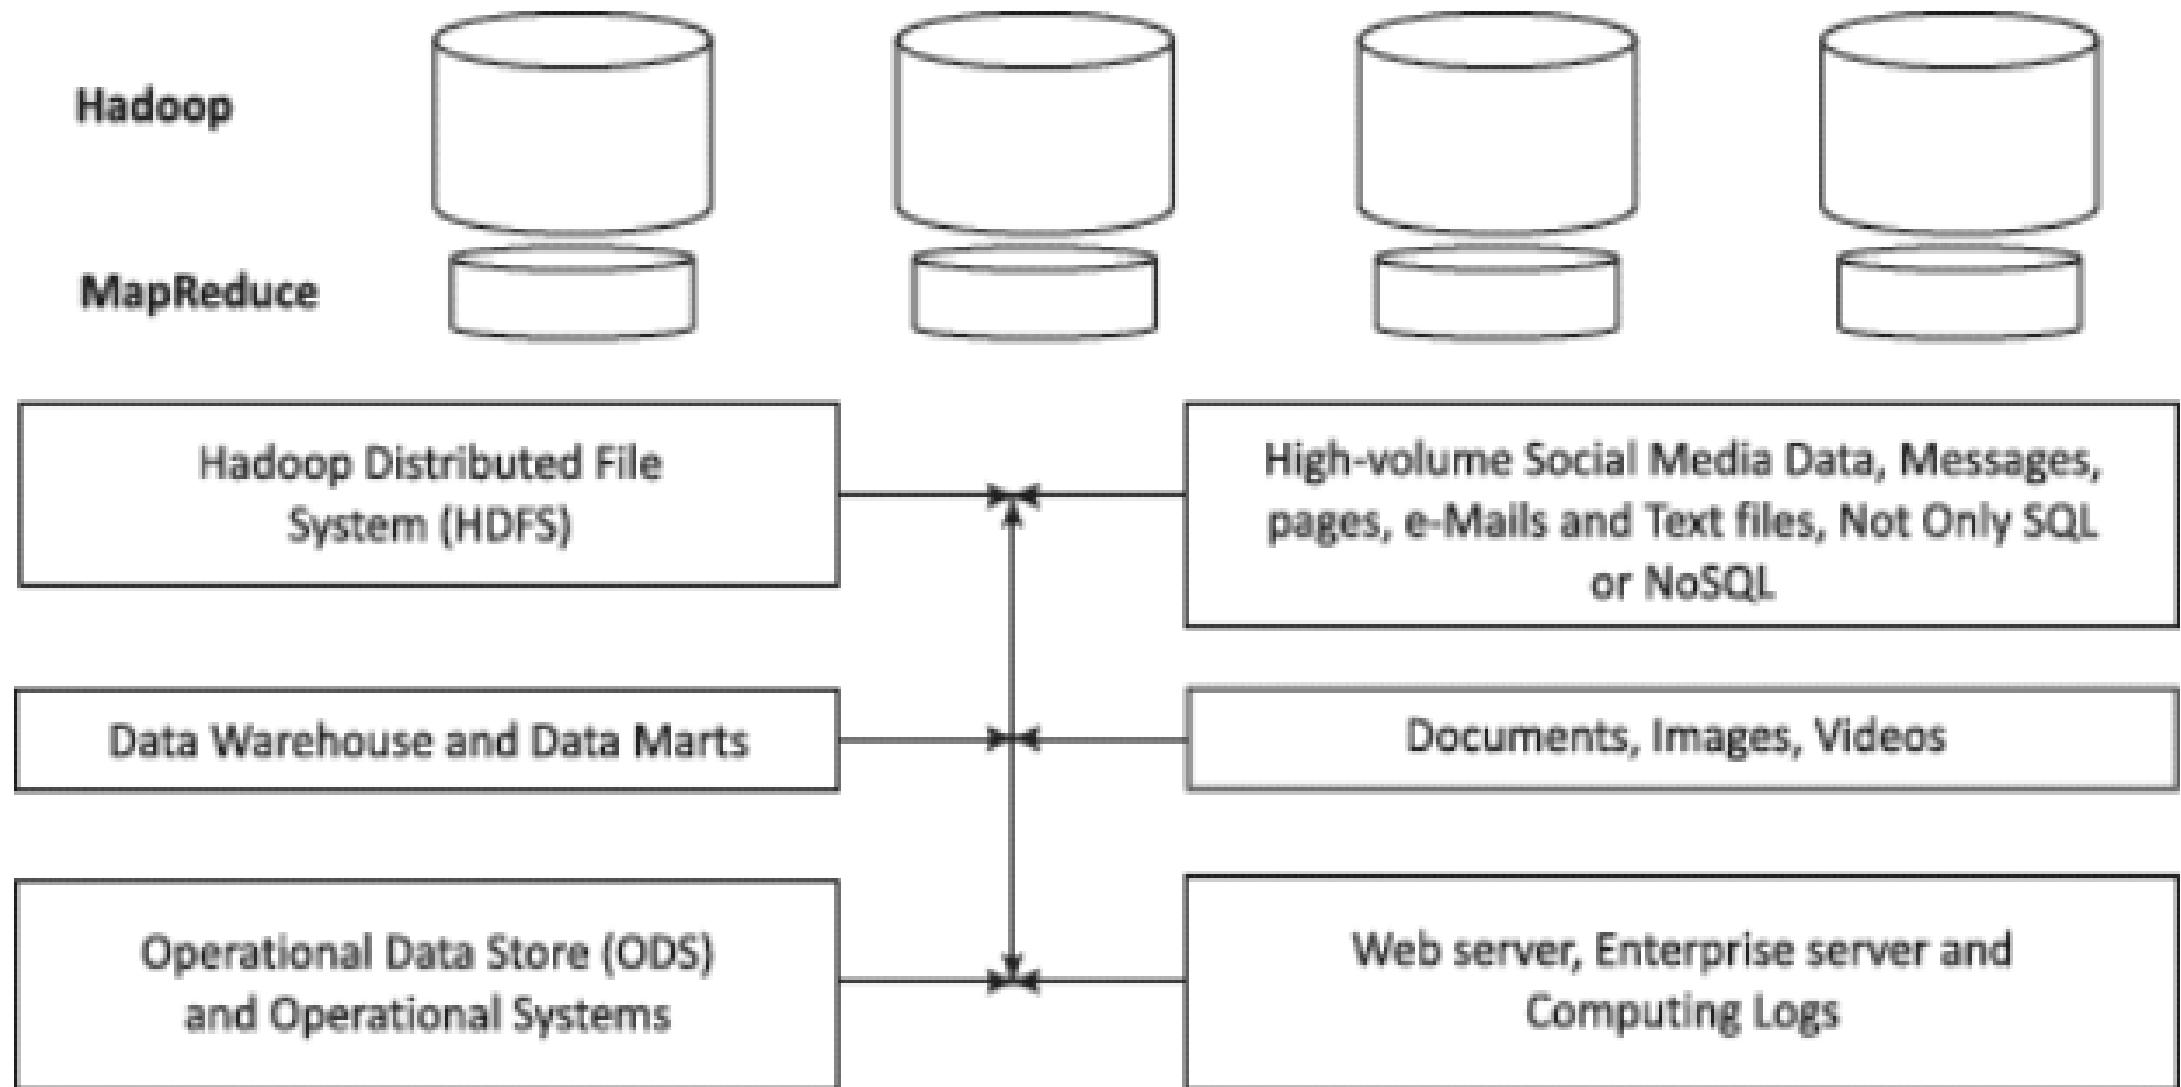 Hadoop
MapReduce
Hadoop Distributed File
System (HDFS)
High-volume Social Media Data, Messages,
pages, e-Mails and Text files, Not Only SQL
or NoSQL
Data Warehouse and Data Marts
Documents, Images, Videos
Operational Data Store (ODS)
and Operational Systems
Web server, Enterprise server and
Computing Logs